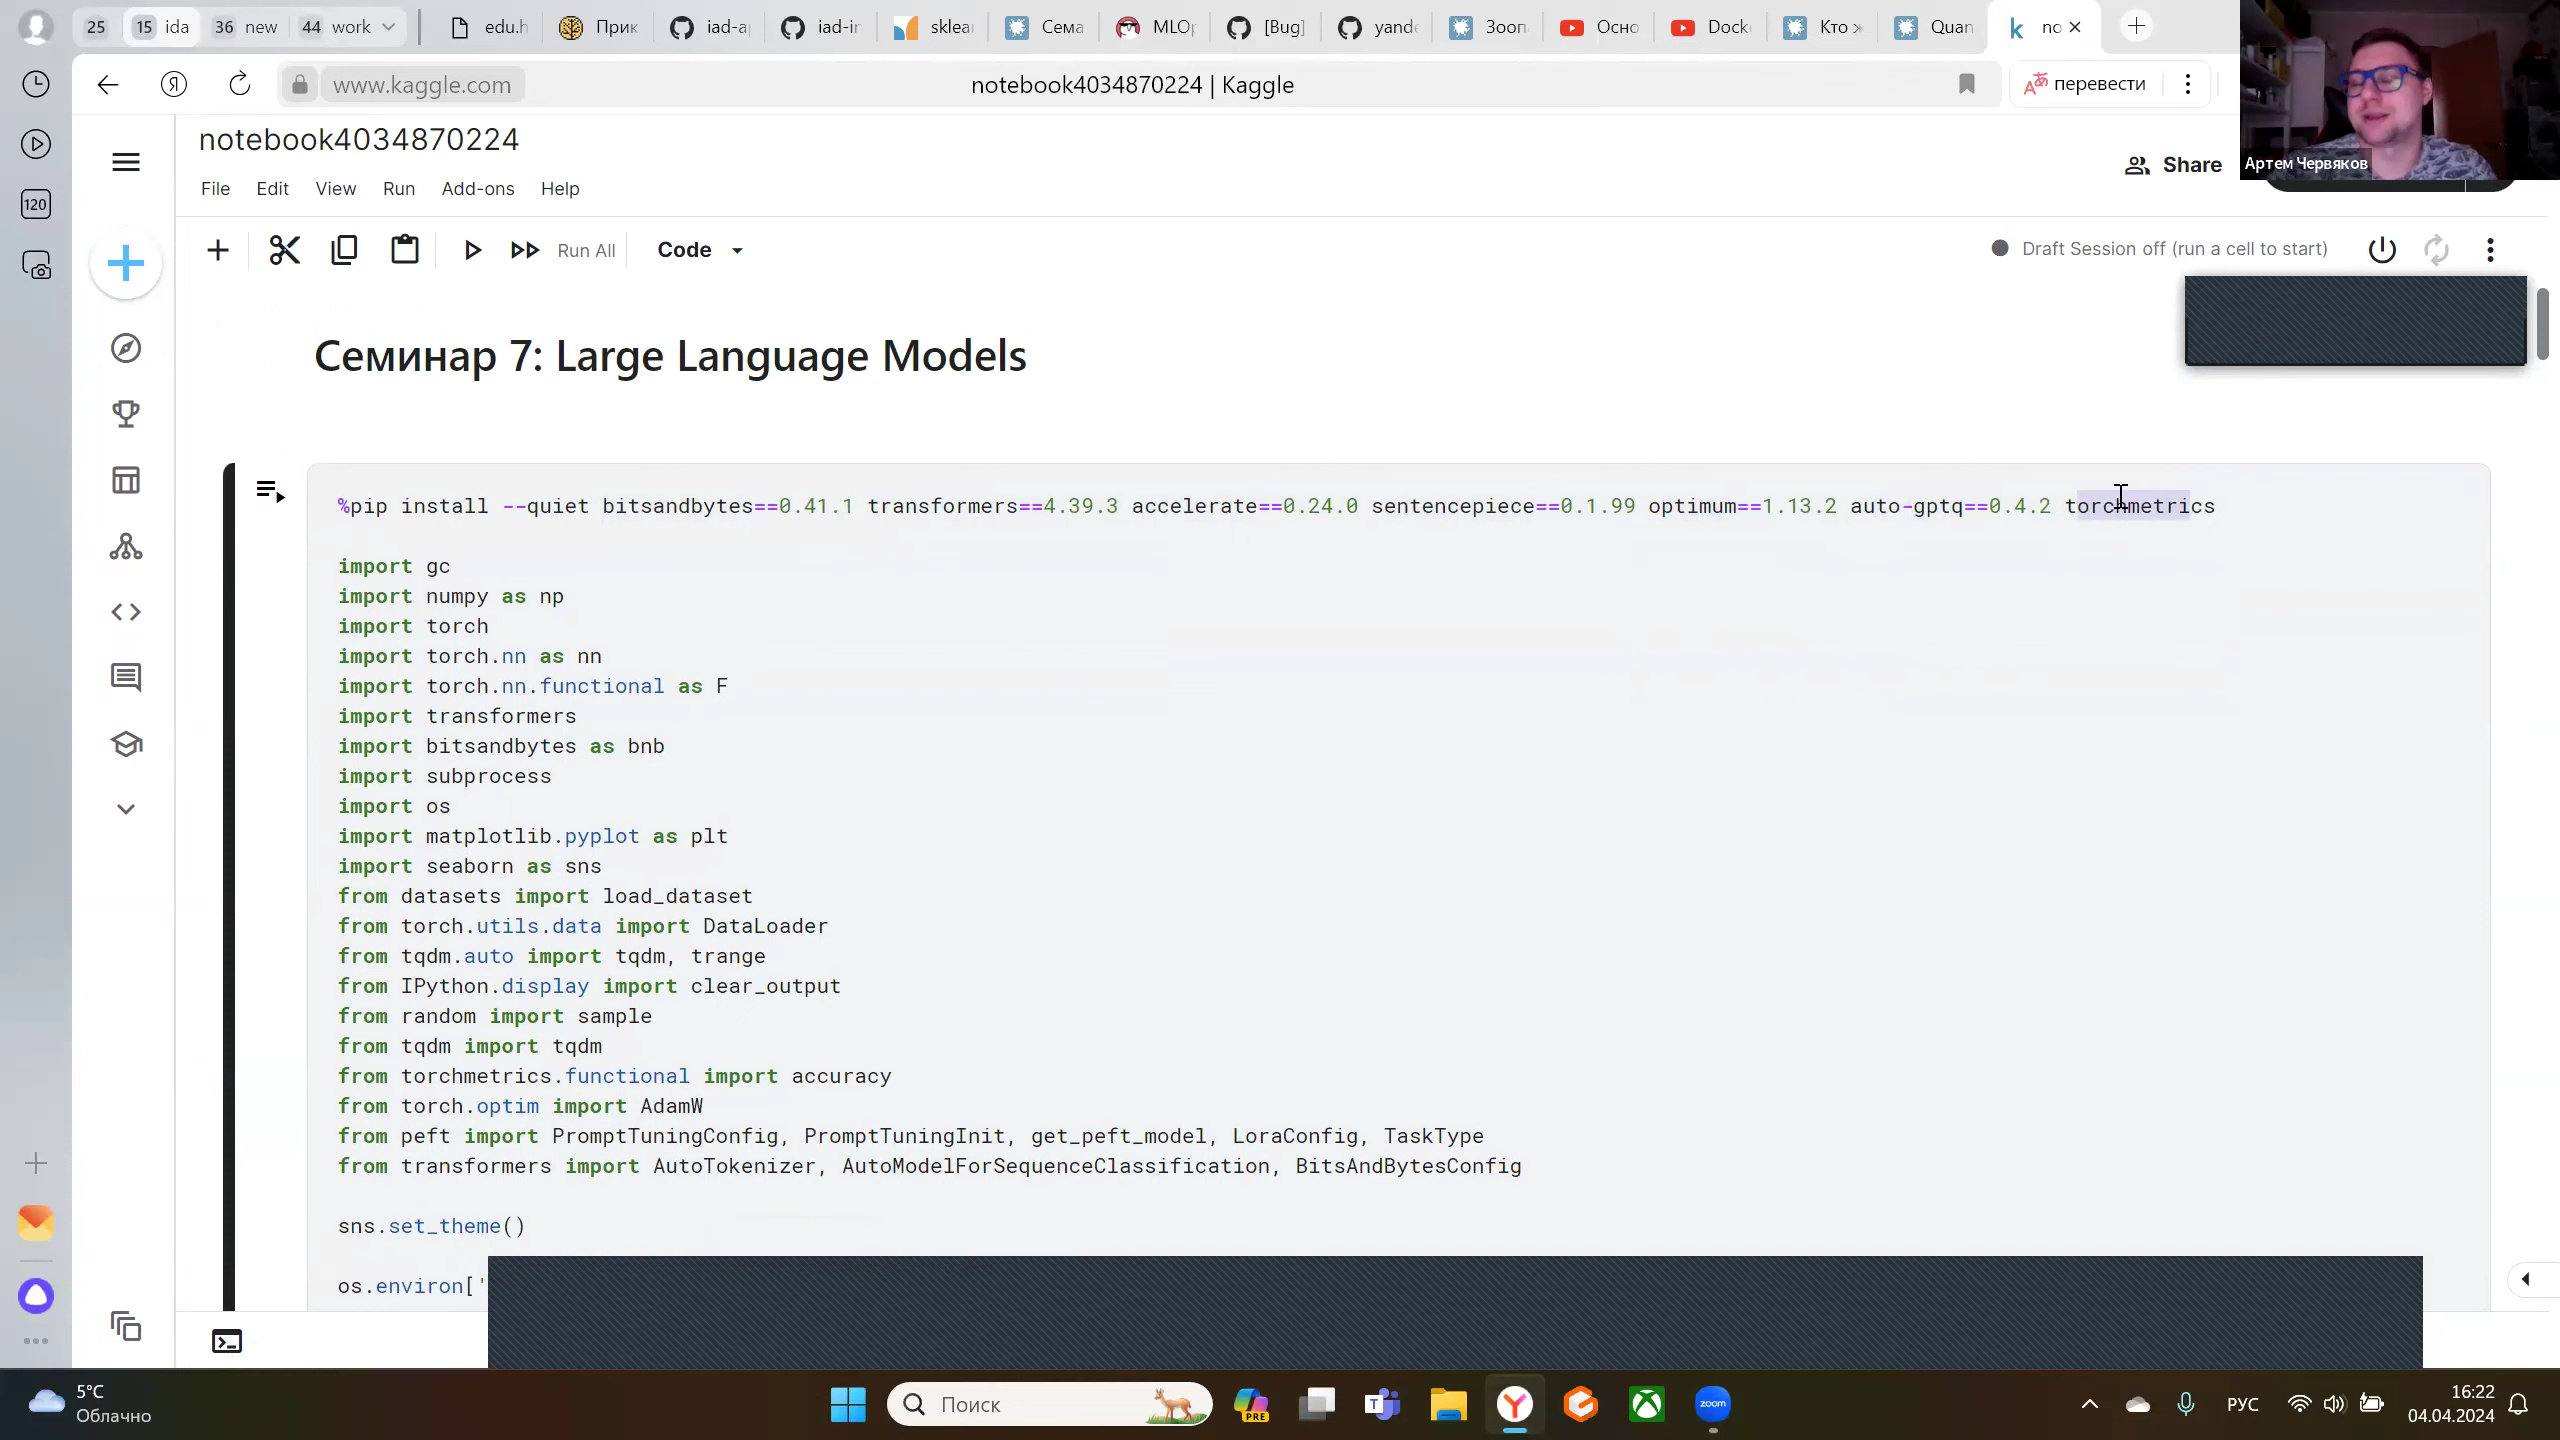 25 15 ida 36 new 44 work edu.h Прик iad-a iad-in sklea Сема MLO [Bug] yande Зооп Осно Dock Кто Quan no
www.kaggle.com notebook4034870224 | Kaggle перевести
notebook4034870224
File Edit View Run Add-ons Help
Share
Артем Червяков
120
Run All Code Draft Session off (run a cell to start)
Семинар 7: Large Language Models
%pip install --quiet bitsandbytes==0.41.1 transformers==4.39.3 accelerate==0.24.0 sentencepiece==0.1.99 optimum==1.13.2 auto-gptq==0.4.2 torchmetrics
import gc
import numpy as np
import torch
import torch.nn as nn
import torch.nn.functional as F
import transformers
import bitsandbytes as bnb
import subprocess
import os
import matplotlib.pyplot as plt
import seaborn as sns
from datasets import load_dataset
from torch.utils.data import DataLoader
from tqdm.auto import tqdm, trange
from IPython.display import clear_output
from random import sample
from tqdm import tqdm
from torchmetrics.functional import accuracy
from torch.optim import AdamW
from peft import PromptTuningConfig, PromptTuningInit, get_peft_model, LoraConfig, TaskType
from transformers import AutoTokenizer, AutoModelForSequenceClassification, BitsAndBytesConfig
sns.set_theme()
os.environ['
5°C
Облачно
Поиск
PRE
zoom
РУС
16:22
04.04.2024